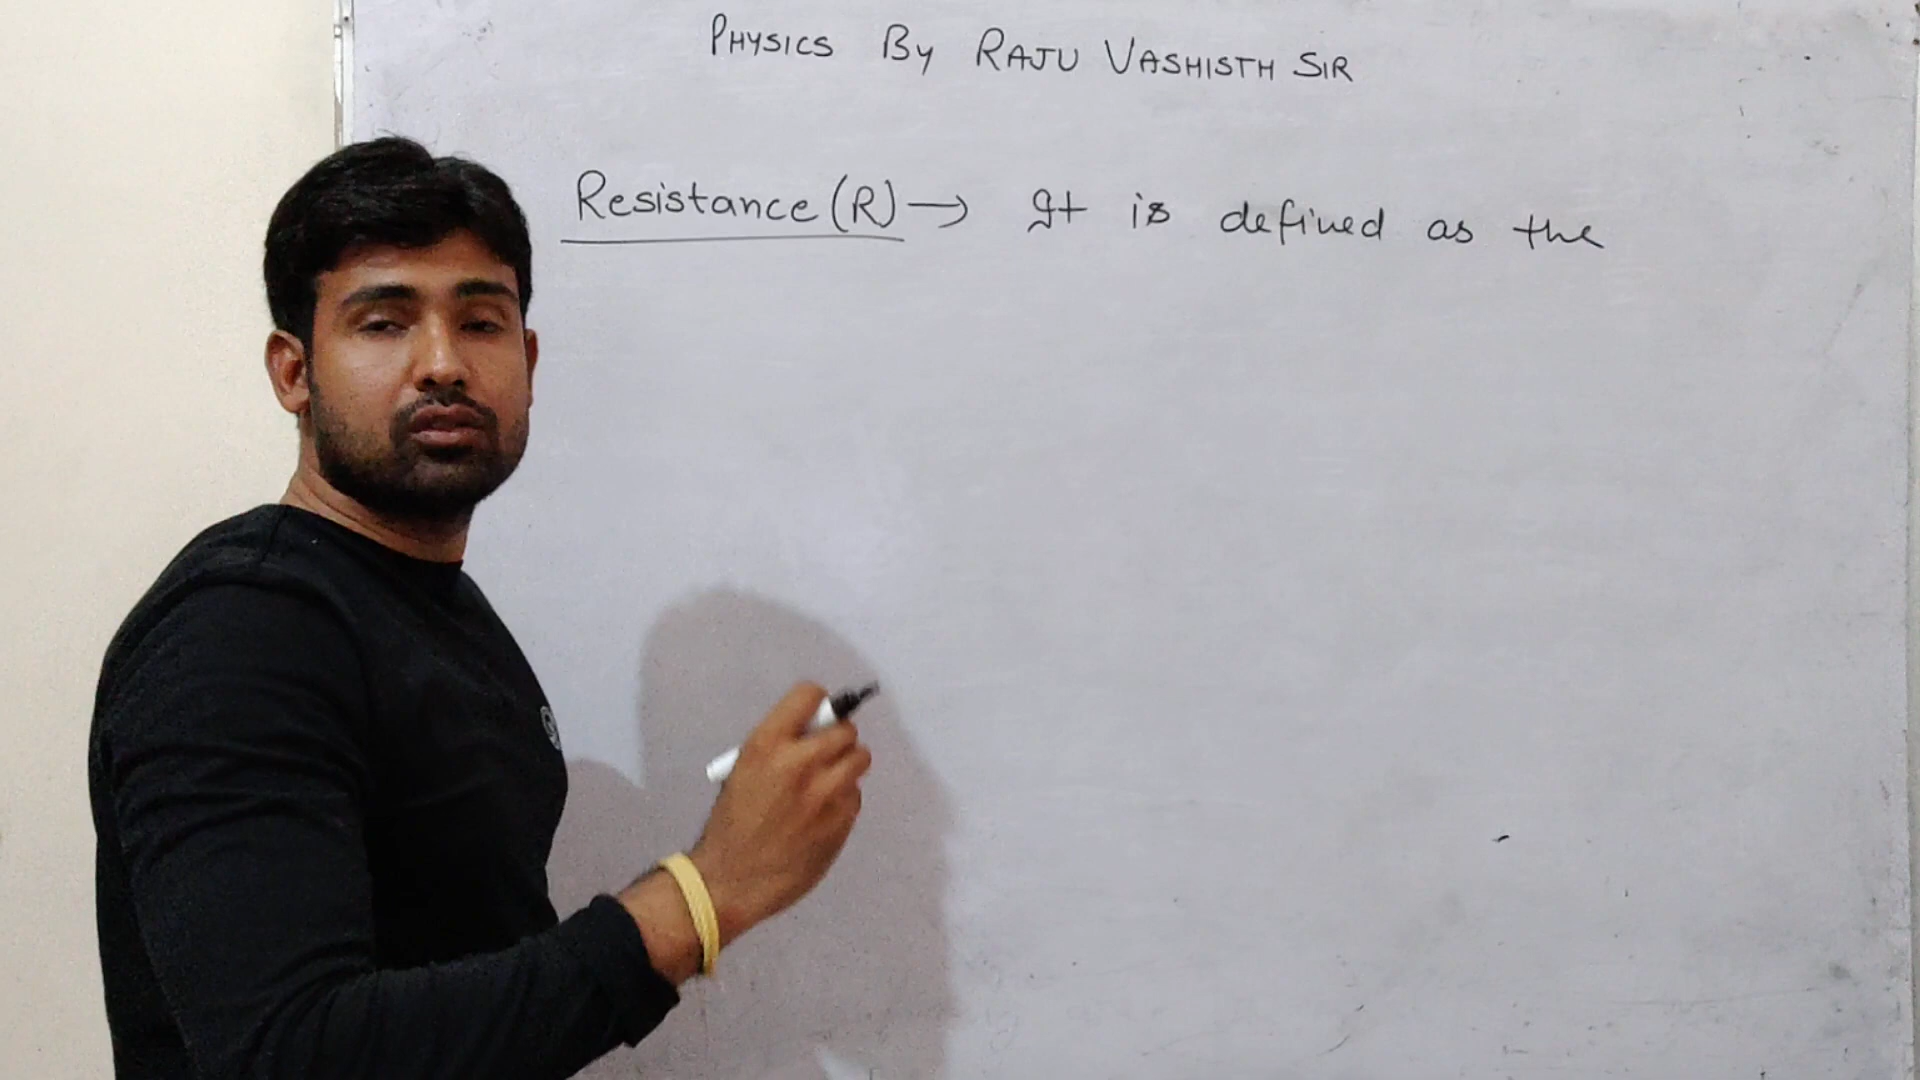 PHYSICS BY RAJU VASHISTH SIR
Resistance (R) → It is defined as the